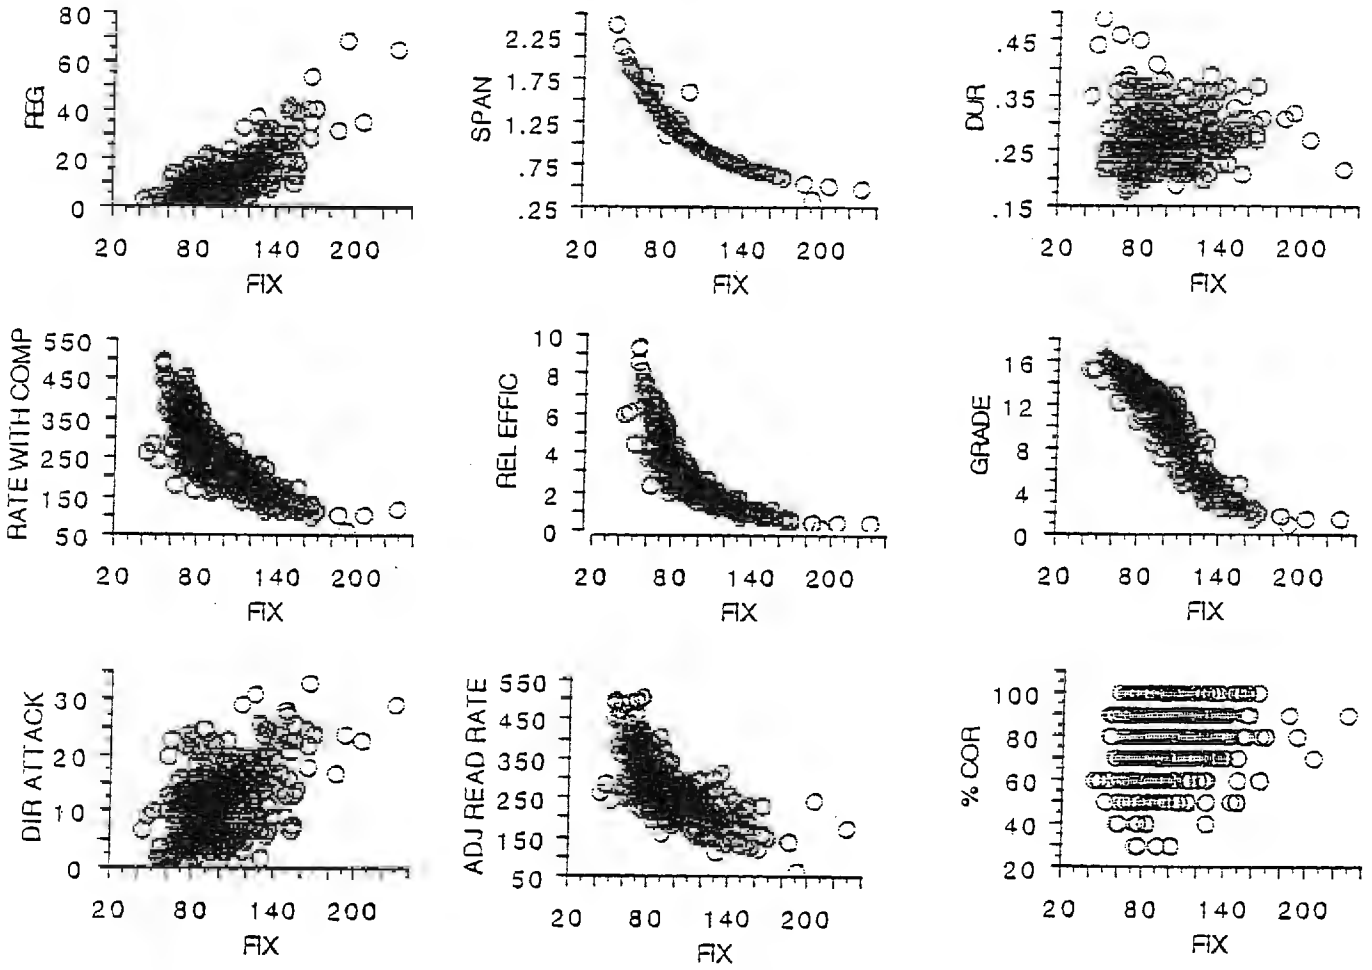 80
60
40
20
0
REG
20 80 140 200
FIX
2.25
1.75
1.25
.75
.25
SPAN
20 80 140 200
FIX
.45
.35
.25
.15
DUR
20 80 140 200
FIX
550
450
350
250
150
50
RATE WITH COMP
20 80 140 200
FIX
10
8
6
4
2
0
REL EFFIC
20 80 140 200
FIX
16
12
8
4
0
GRADE
20 80 140 200
FIX
30
20
10
0
DIR ATTACK
20 80 140 200
FIX
550
450
350
250
150
50
ADJ READ RATE
20 80 140 200
FIX
100
80
60
40
20
% COR
20 80 140 200
FIX